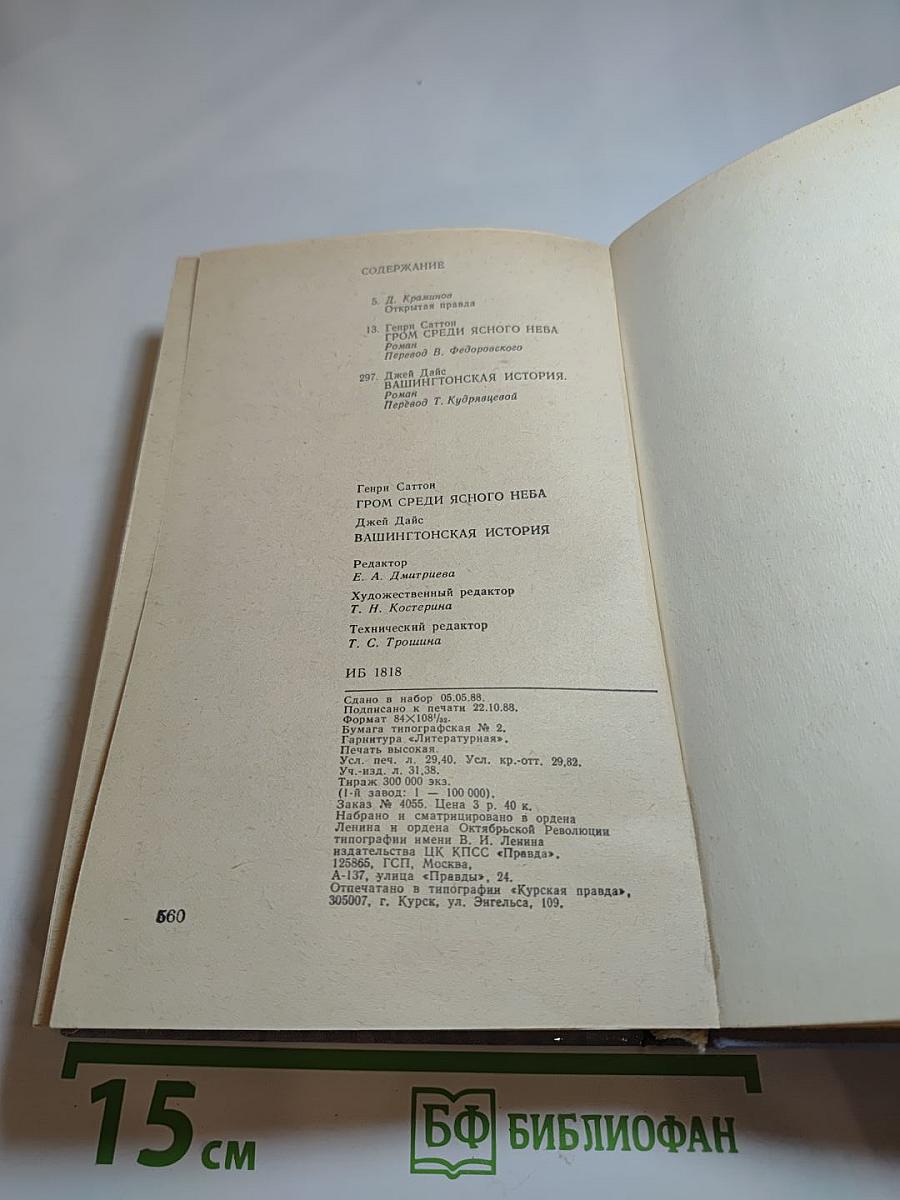 СОДЕРЖАНИЕ
5. Д. Краминов
Открытая правда
13. Генри Саттон
ГРОМ СРЕДИ ЯСНОГО НЕБА
Роман
Перевод В. Федоровского
297. Джей Дайс
ВАШИНГТОНСКАЯ ИСТОРИЯ.
Роман
Перевод Т. Кудрявцевой
Генри Саттон
ГРОМ СРЕДИ ЯСНОГО НЕБА
Джей Дайс
ВАШИНГТОНСКАЯ ИСТОРИЯ
Редактор
Е. А. Дмитриева
Художественный редактор
Т. Н. Костерина
Технический редактор
Т. С. Трошина
ИБ 1818
Сдано в набор 05.05.88.
Подписано к печати 22.10.88.
Формат 84×108¹/₃₂.
Бумага типографская № 2.
Гарнитура «Литературная».
Печать высокая.
Усл. печ. л. 29,40. Усл. кр.-отт. 29,82.
Уч.-изд. л. 31,38.
Тираж 300 000 экз.
(1-й завод: 1 — 100 000).
Заказ № 4055. Цена 3 р. 40 к.
Набрано и сматрицировано в ордена
Ленина и ордена Октябрьской Революции
типографии имени В. И. Ленина
издательства ЦК КПСС «Правда».
125865, ГСП, Москва,
А-137, улица «Правды», 24.
Отпечатано в типографии «Курская правда»,
305007, г. Курск, ул. Энгельса, 109.
560
15 см
БФ БИБЛИОФАН